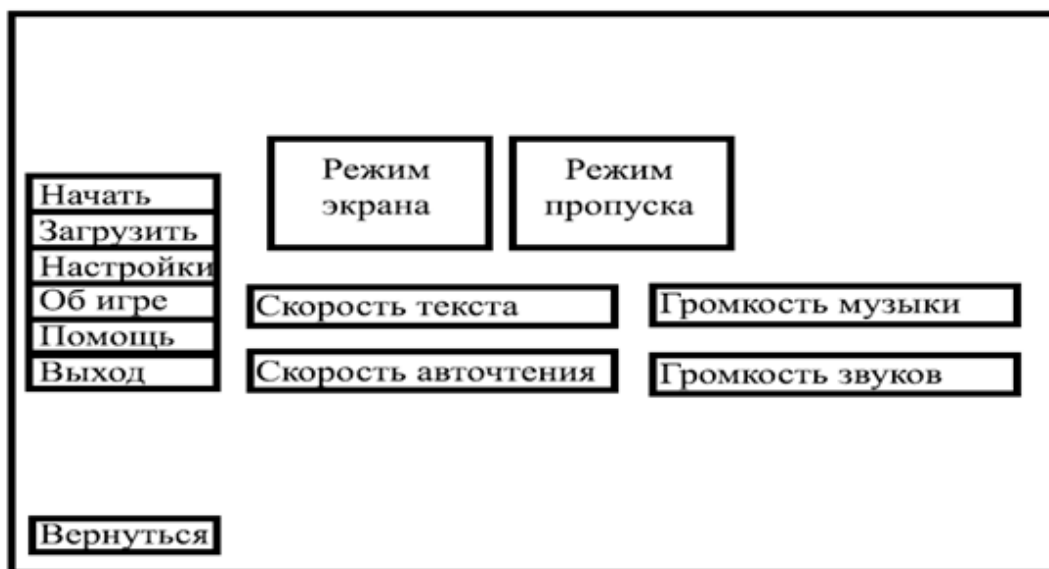 Начать
Загрузить
Настройки
Об игре
Помощь
Выход
Вернуться
Режим
экрана
Режим
пропуска
Скорость текста
Скорость авточтения
Громкость музыки
Громкость звуков